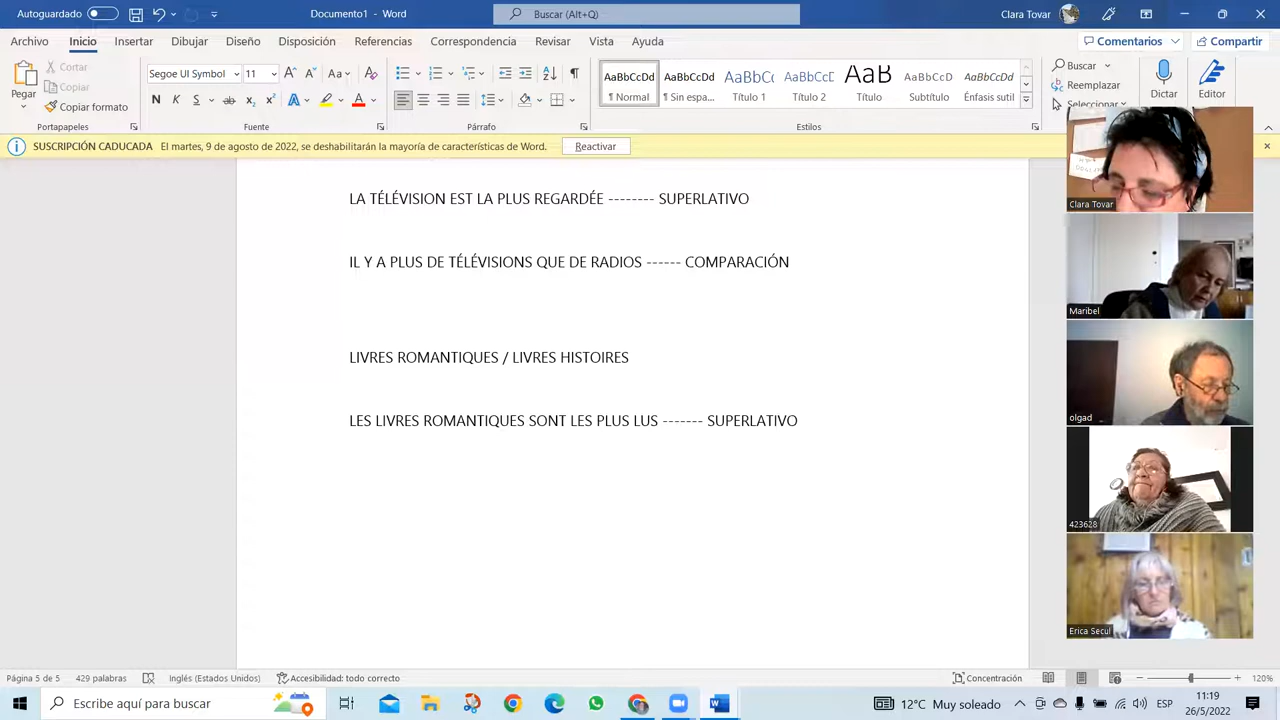 Autoguardado
Word
Buscar (Alt+Q)
Clara Tovar
Archivo Inicio Insertar Dibujar Diseño Disposición Referencias Correspondencia Revisar Vista Ayuda Comentarios Compartir
Pegar
Cortar
Copiar
Copiar formato
Portapapeles
Segoe UI Symbol 11
Fuente
Párrafo
AaBbCcDd ¶ Normal
AaBbCcDd ¶ Sin espa...
AaBbCc Título 1
AaBbCcD Título 2
AaB Título
AaBbCcD Subtítulo
AaBbCcDd Énfasis sutil
Estilos
Buscar
Reemplazar
Seleccionar
Dictar
Editor
SUSCRIPCIÓN CADUCADA El martes, 9 de agosto de 2022, se deshabilitarán la mayoría de características de Word. Reactivar
LA TÉLÉVISION EST LA PLUS REGARDÉE -------- SUPERLATIVO
IL Y A PLUS DE TÉLÉVISIONS QUE DE RADIOS ------ COMPARACIÓN
LIVRES ROMANTIQUES / LIVRES HISTOIRES
LES LIVRES ROMANTIQUES SONT LES PLUS LUS ------- SUPERLATIVO
Clara Tovar
Maribel
olgad
423628
Erica Secul
Página 5 de 5 429 palabras Inglés (Estados Unidos) Accesibilidad: todo correcto Concentración 120%
Escribe aquí para buscar
12°C Muy soleado ESP
11:19
26/5/2022